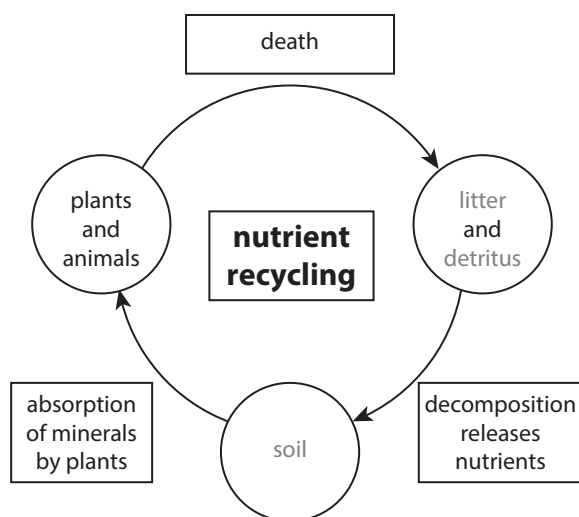 death
plants
and
animals
litter
and
detritus
nutrient
recycling
absorption
of minerals
by plants
soil
decomposition
releases
nutrients